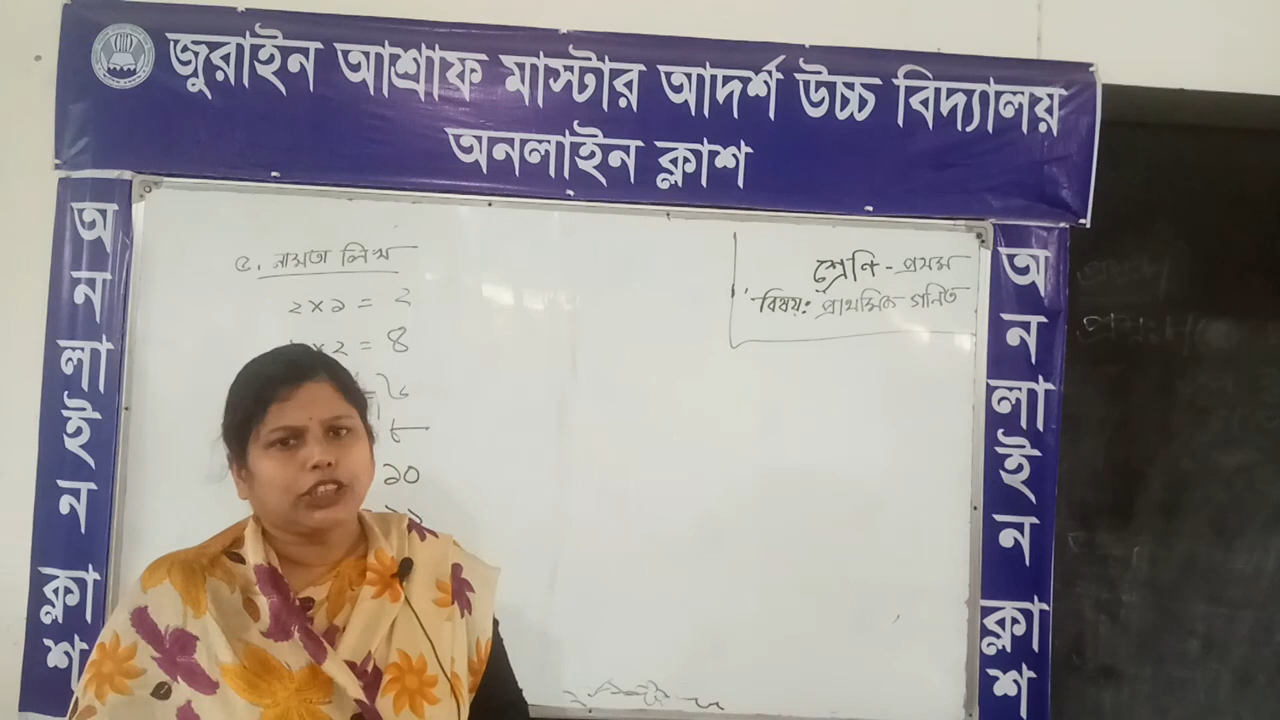 জুরাইন আশ্রাফ মাস্টার আদর্শ উচ্চ বিদ্যালয়
অনলাইন ক্লাশ
অনলাইন ক্লাশ
৫. নামতা লিখ
২×১ = ২
×২ = ৪
= ৬
৮
১০
১২
শ্রেণি - প্রথম
বিষয়: প্রাথমিক গনিত
অনলাইন ক্লাশ